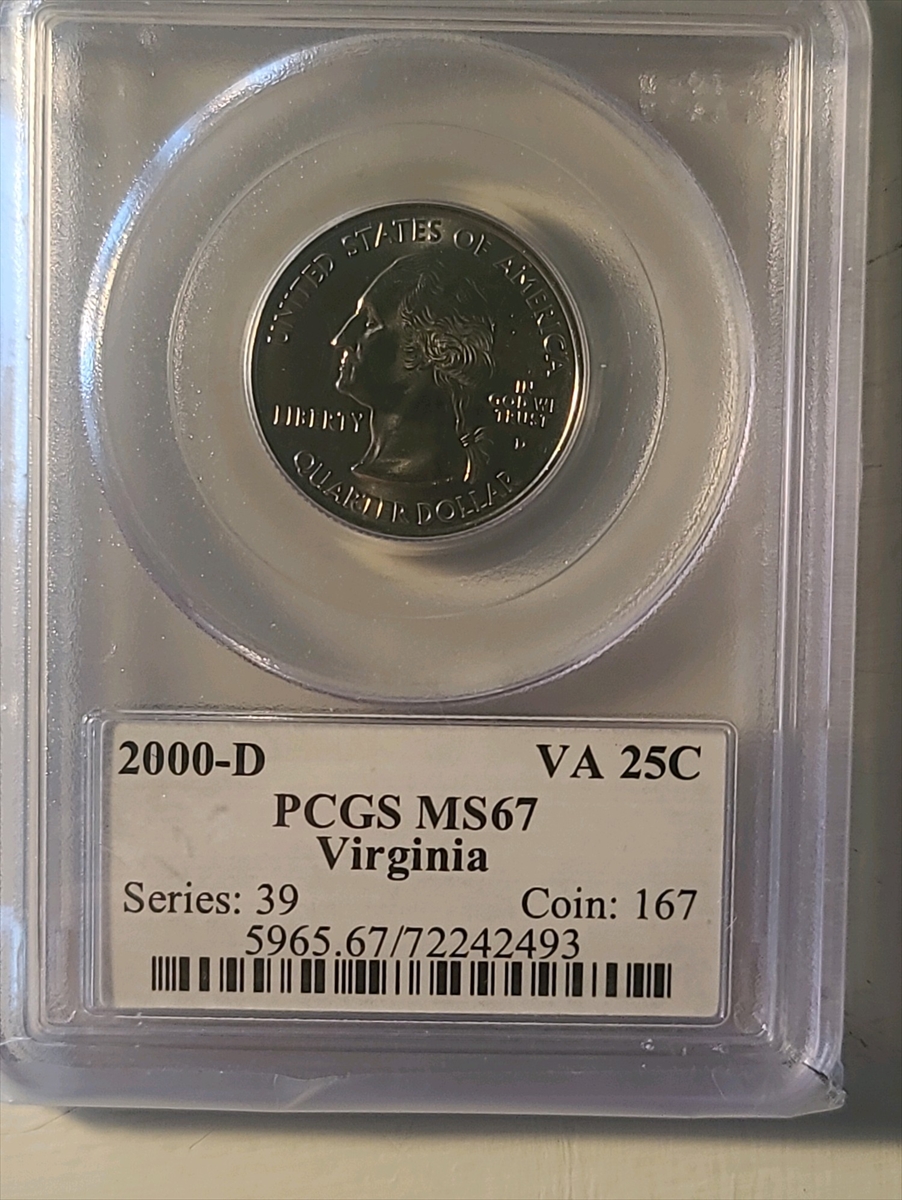 UNITED STATES OF AMERICA
LIBERTY
IN
GOD WE
TRUST
D
QUARTER DOLLAR
2000-D VA 25C
PCGS MS67
Virginia
Series: 39 Coin: 167
5965.67/72242493